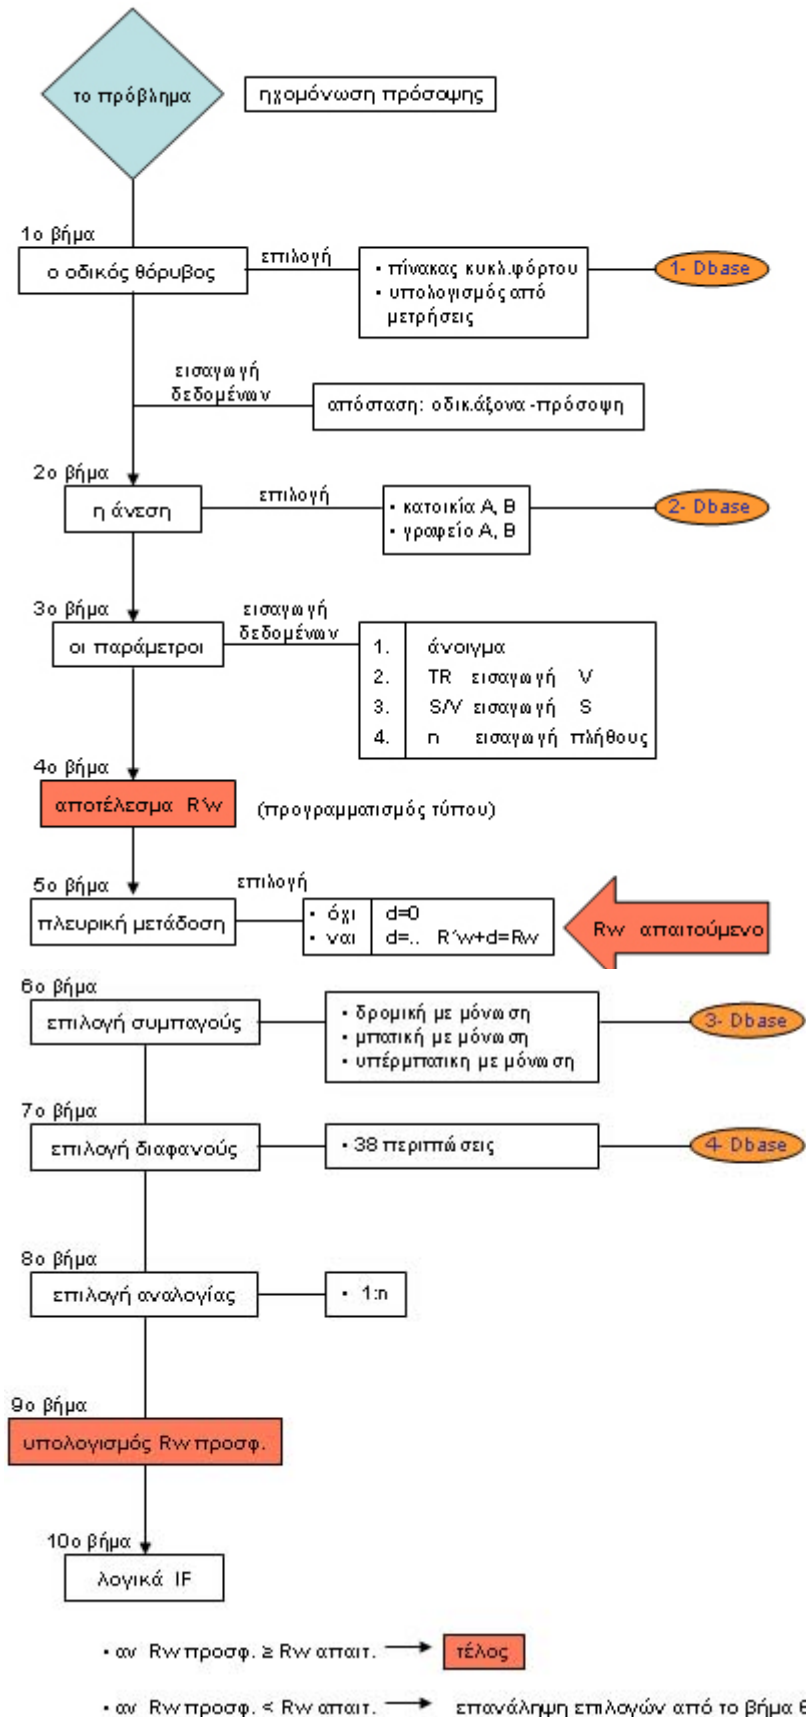 το πρόβλημα
ηχομόνωση πρόσοψης
1ο βήμα
ο οδικός θόρυβος
επιλογή
• πίνακας κυκλ.φόρτου
• υπολογισμός από
μετρήσεις
1- Dbase
εισαγωγή
δεδομένων
απόσταση: οδικ.άξονα -πρόσοψη
2ο βήμα
η άνεση
επιλογή
• κατοικία Α, Β
• γραφείο Α, Β
2- Dbase
3ο βήμα
οι παράμετροι
εισαγωγή
δεδομένων
1. άνοιγμα
2. TR εισαγωγή V
3. S/V εισαγωγή S
4. n εισαγωγή πλήθους
4ο βήμα
αποτέλεσμα R'w
(προγραμματισμός τύπου)
5ο βήμα
πλευρική μετάδοση
επιλογή
• όχι d=0
• ναι d=.. R'w+d=Rw
Rw απαιτούμενο
6ο βήμα
επιλογή συμπαγούς
• δρομική με μόνωση
• μπατική με μόνωση
• υπέρμπατικη με μόνωση
3- Dbase
7ο βήμα
επιλογή διαφανούς
• 38 περιπτώσεις
4- Dbase
8ο βήμα
επιλογή αναλογίας
• 1:n
9ο βήμα
υπολογισμός Rw προσφ.
10ο βήμα
λογικά IF
• αν Rw προσφ. ≥ Rw απαιτ.
τέλος
• αν Rw προσφ. < Rw απαιτ.
επανάληψη επιλογών από το βήμα 6